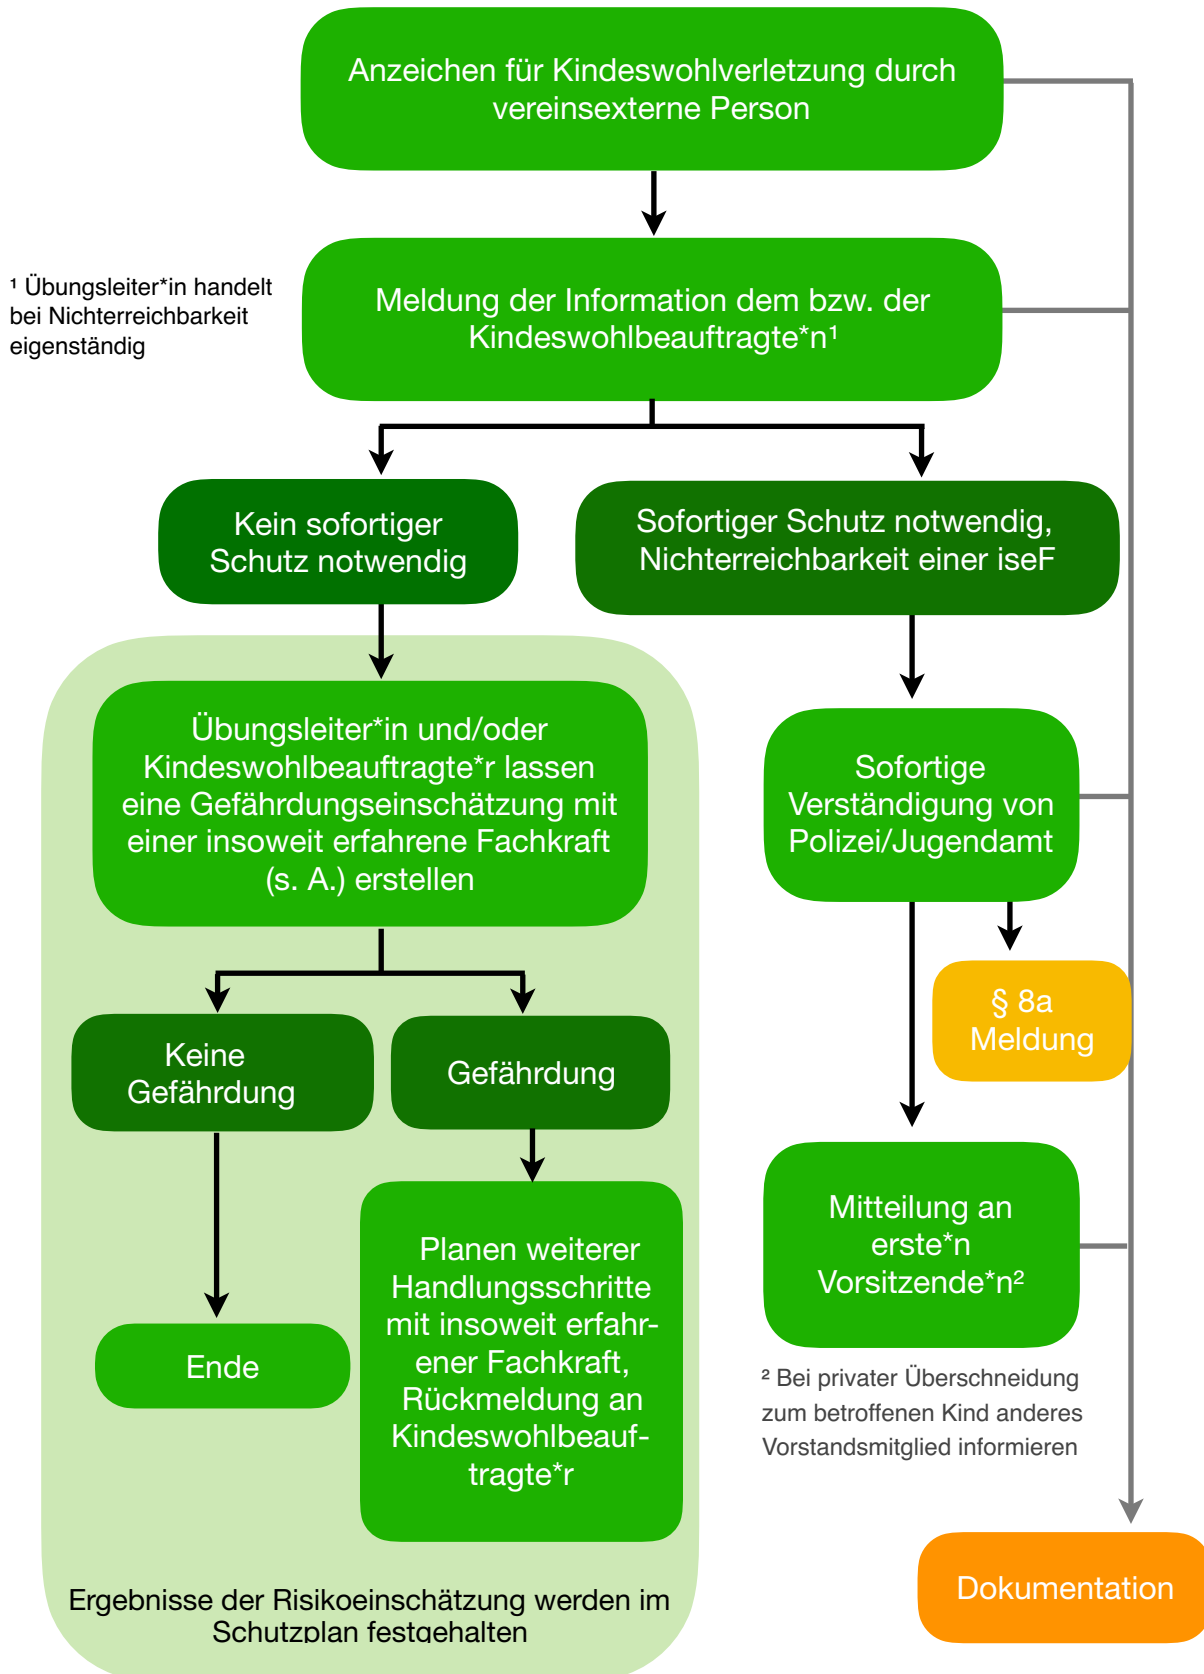 Anzeichen für Kindeswohlverletzung durch
vereinsexterne Person
¹ Übungsleiter*in handelt
bei Nichterreichbarkeit
eigenständig
Meldung der Information dem bzw. der
Kindeswohlbeauftragte*n¹
Kein sofortiger
Schutz notwendig
Sofortiger Schutz notwendig,
Nichterreichbarkeit einer iseF
Übungsleiter*in und/oder
Kindeswohlbeauftragte*r lassen
eine Gefährdungseinschätzung mit
einer insoweit erfahrene Fachkraft
(s. A.) erstellen
Sofortige
Verständigung von
Polizei/Jugendamt
§ 8a
Meldung
Keine
Gefährdung
Gefährdung
Ende
Planen weiterer
Handlungsschritte
mit insoweit erfahr-
ener Fachkraft,
Rückmeldung an
Kindeswohlbeauf-
tragte*r
Mitteilung an
erste*n
Vorsitzende*n²
² Bei privater Überschneidung
zum betroffenen Kind anderes
Vorstandsmitglied informieren
Ergebnisse der Risikoeinschätzung werden im
Schutzplan festgehalten
Dokumentation